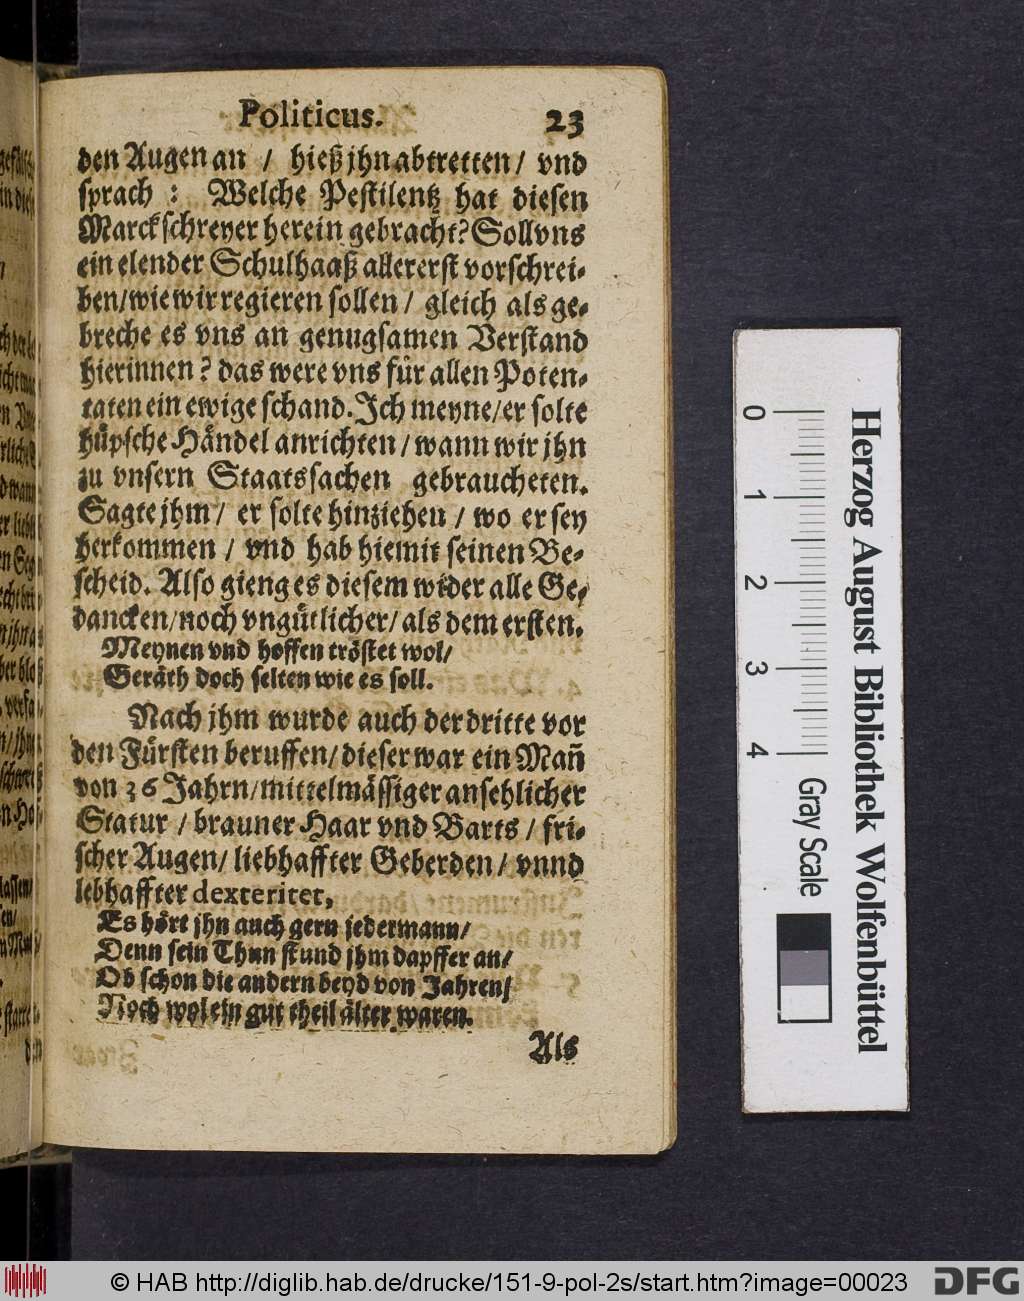 Politicus. 23
den Augen an / hieß jhn abtretten / vnd
sprach : Welche Pestilentz hat diesen
Marckschreyer herein gebracht? Soll vns
ein elender Schulhaaß allererst vorschrei-
ben/wie wir regieren sollen / gleich als ge-
breche es vns an genugsamen Verstand
hierinnen? das were vns für allen Poten-
taten ein ewige schand. Ich meyne/er solte
hüpsche Händel anrichten / wann wir jhn
zu vnsern Staatssachen gebraucheten.
Sagte jhm / er solte hinziehen / wo er sey
herkommen / vnd hab hiemit seinen Be-
scheid. Also gieng es diesem wider alle Ge-
dancken/noch vngütlicher/ als dem ersten.
Meynen vnd hoffen tröstet wol/
Geräth doch selten wie es soll.
Nach jhm wurde auch der dritte vor
den Fürsten beruffen/dieser war ein Mañ
von 36 Jahrn/mittelmässiger ansehlicher
Statur / brauner Haar vnd Barts / fri-
scher Augen/ liebhaffter Geberden / vnnd
lebhaffter dexteritet,
Es hört jhn auch gern jedermann/
Denn sein Thun stund jhm dapffer an/
Ob schon die andern beyd von Jahren/
Noch wol ein gut theil älter waren.
Als
0 1 2 3 4
Gray Scale
Herzog August Bibliothek Wolfenbüttel
© HAB http://diglib.hab.de/drucke/151-9-pol-2s/start.htm?image=00023
DFG